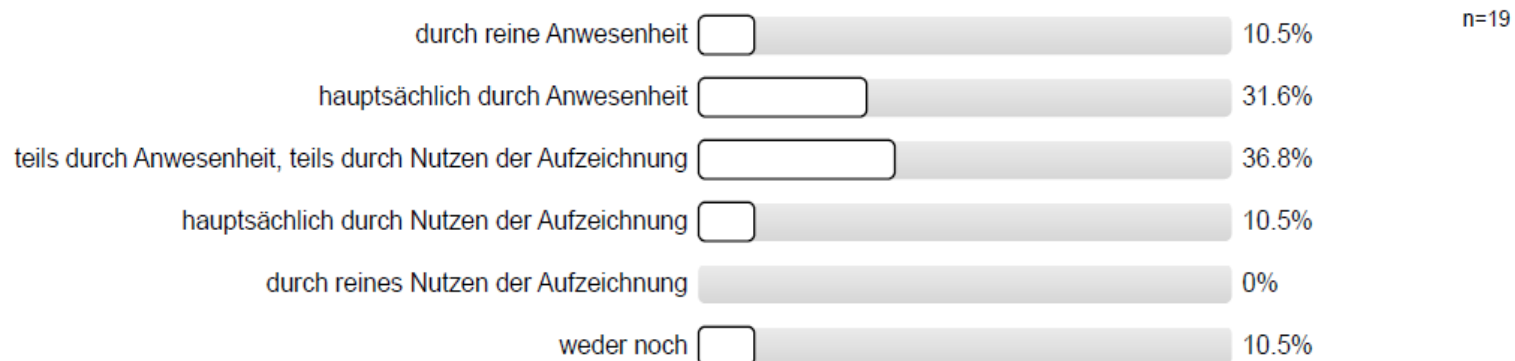 durch reine Anwesenheit 10.5% n=19
hauptsächlich durch Anwesenheit 31.6%
teils durch Anwesenheit, teils durch Nutzen der Aufzeichnung 36.8%
hauptsächlich durch Nutzen der Aufzeichnung 10.5%
durch reines Nutzen der Aufzeichnung 0%
weder noch 10.5%